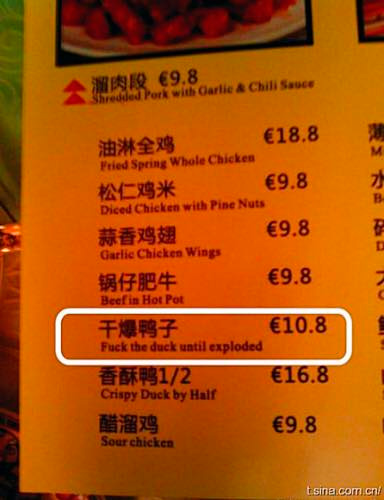 溜肉段 €9.8
Shredded Pork with Garlic & Chili Sauce
油淋全鸡 €18.8
Fried Spring Whole Chicken
松仁鸡米 €9.8
Diced Chicken with Pine Nuts
蒜香鸡翅 €9.8
Garlic Chicken Wings
锅仔肥牛 €9.8
Beef in Hot Pot
干爆鸭子 €10.8
Fuck the duck until exploded
香酥鸭1/2 €16.8
Crispy Duck by Half
醋溜鸡 €9.8
Sour chicken
t.sina.com.cn/